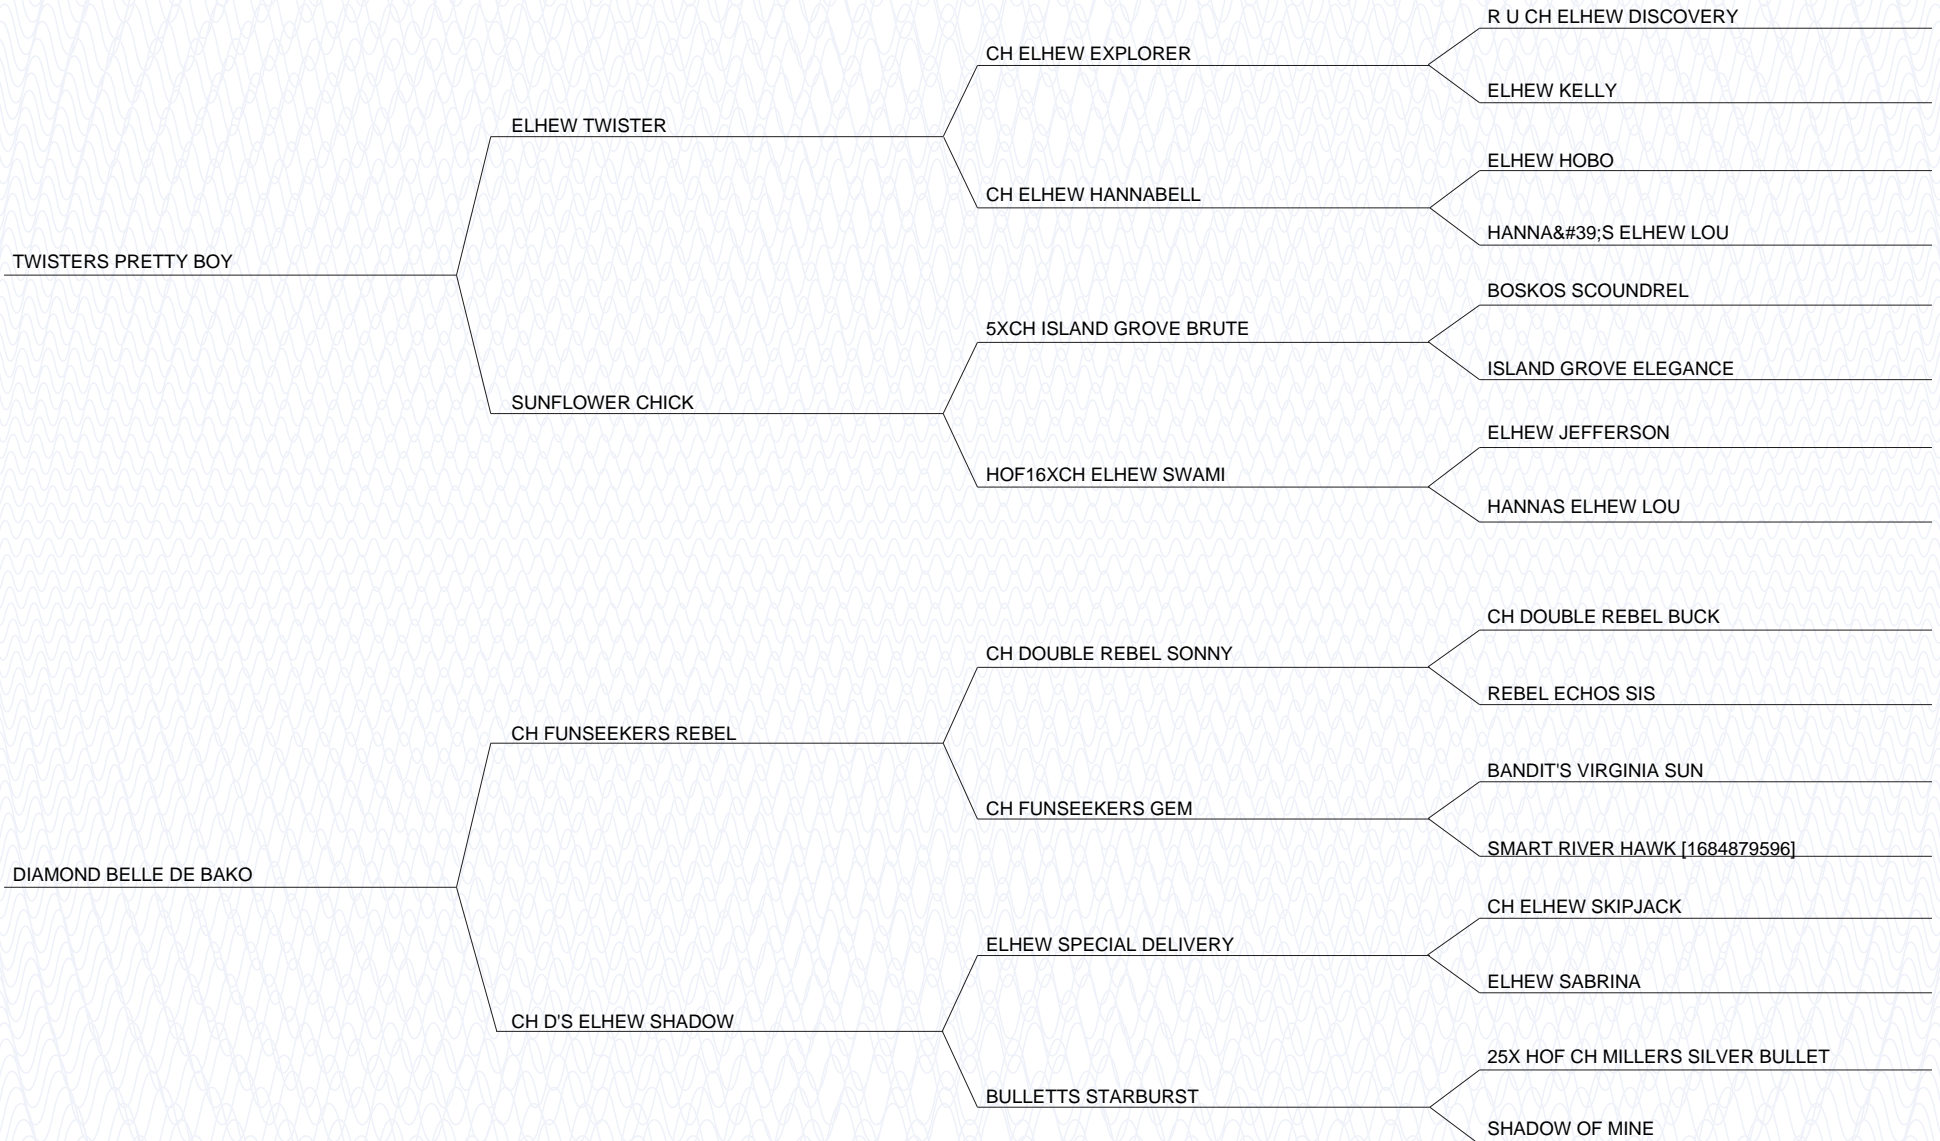 R U CH ELHEW DISCOVERY
CH ELHEW EXPLORER
ELHEW KELLY
ELHEW TWISTER
ELHEW HOBO
CH ELHEW HANNABELL
HANNA&#39;S ELHEW LOU
TWISTERS PRETTY BOY
BOSKOS SCOUNDREL
5XCH ISLAND GROVE BRUTE
ISLAND GROVE ELEGANCE
SUNFLOWER CHICK
ELHEW JEFFERSON
HOF16XCH ELHEW SWAMI
HANNAS ELHEW LOU
CH DOUBLE REBEL BUCK
CH DOUBLE REBEL SONNY
REBEL ECHOS SIS
CH FUNSEEKERS REBEL
BANDIT'S VIRGINIA SUN
CH FUNSEEKERS GEM
SMART RIVER HAWK [1684879596]
DIAMOND BELLE DE BAKO
CH ELHEW SKIPJACK
ELHEW SPECIAL DELIVERY
ELHEW SABRINA
CH D'S ELHEW SHADOW
25X HOF CH MILLERS SILVER BULLET
BULLETTS STARBURST
SHADOW OF MINE